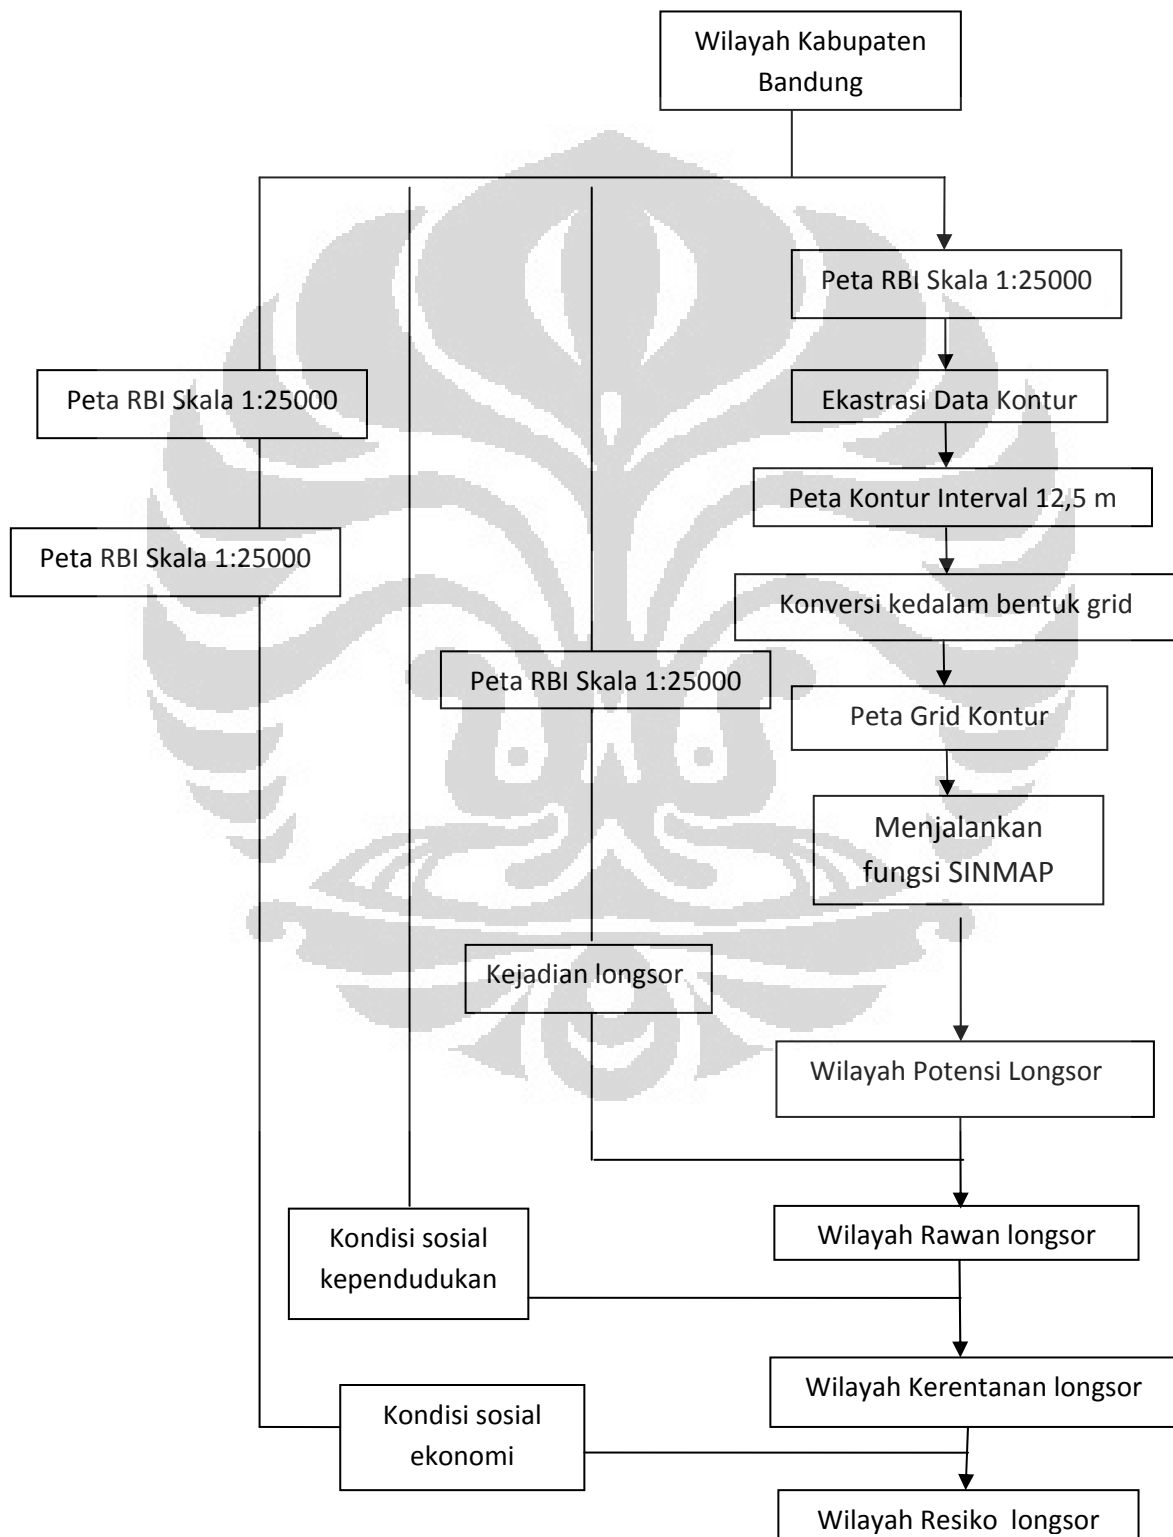 Wilayah Kabupaten
Bandung
Peta RBI Skala 1:25000
Peta RBI Skala 1:25000
Ekastrasi Data Kontur
Peta Kontur Interval 12,5 m
Peta RBI Skala 1:25000
Konversi kedalam bentuk grid
Peta RBI Skala 1:25000
Peta Grid Kontur
Menjalankan
fungsi SINMAP
Kejadian longsor
Wilayah Potensi Longsor
Kondisi sosial
kependudukan
Wilayah Rawan longsor
Wilayah Kerentanan longsor
Kondisi sosial
ekonomi
Wilayah Resiko longsor